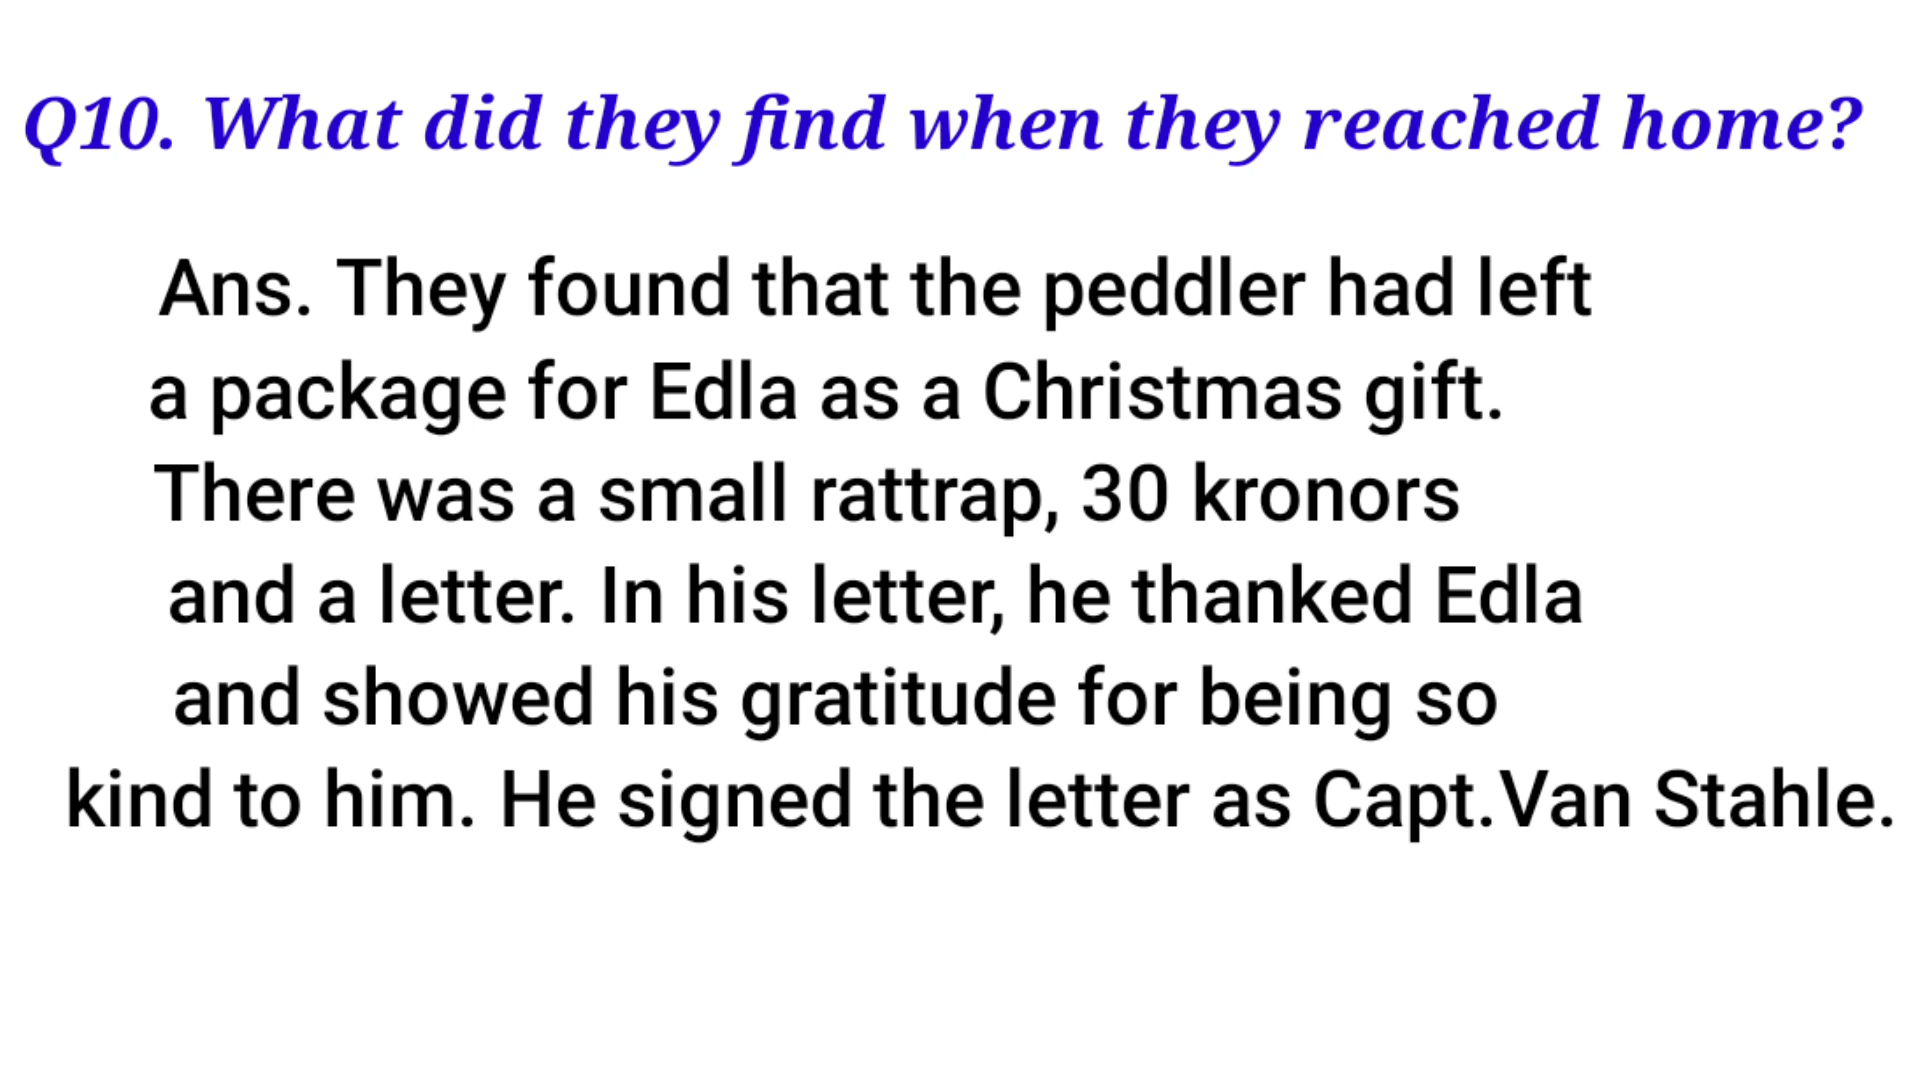 Q10. What did they find when they reached home?
Ans. They found that the peddler had left
a package for Edla as a Christmas gift.
There was a small rattrap, 30 kronors
and a letter. In his letter, he thanked Edla
and showed his gratitude for being so
kind to him. He signed the letter as Capt.Van Stahle.